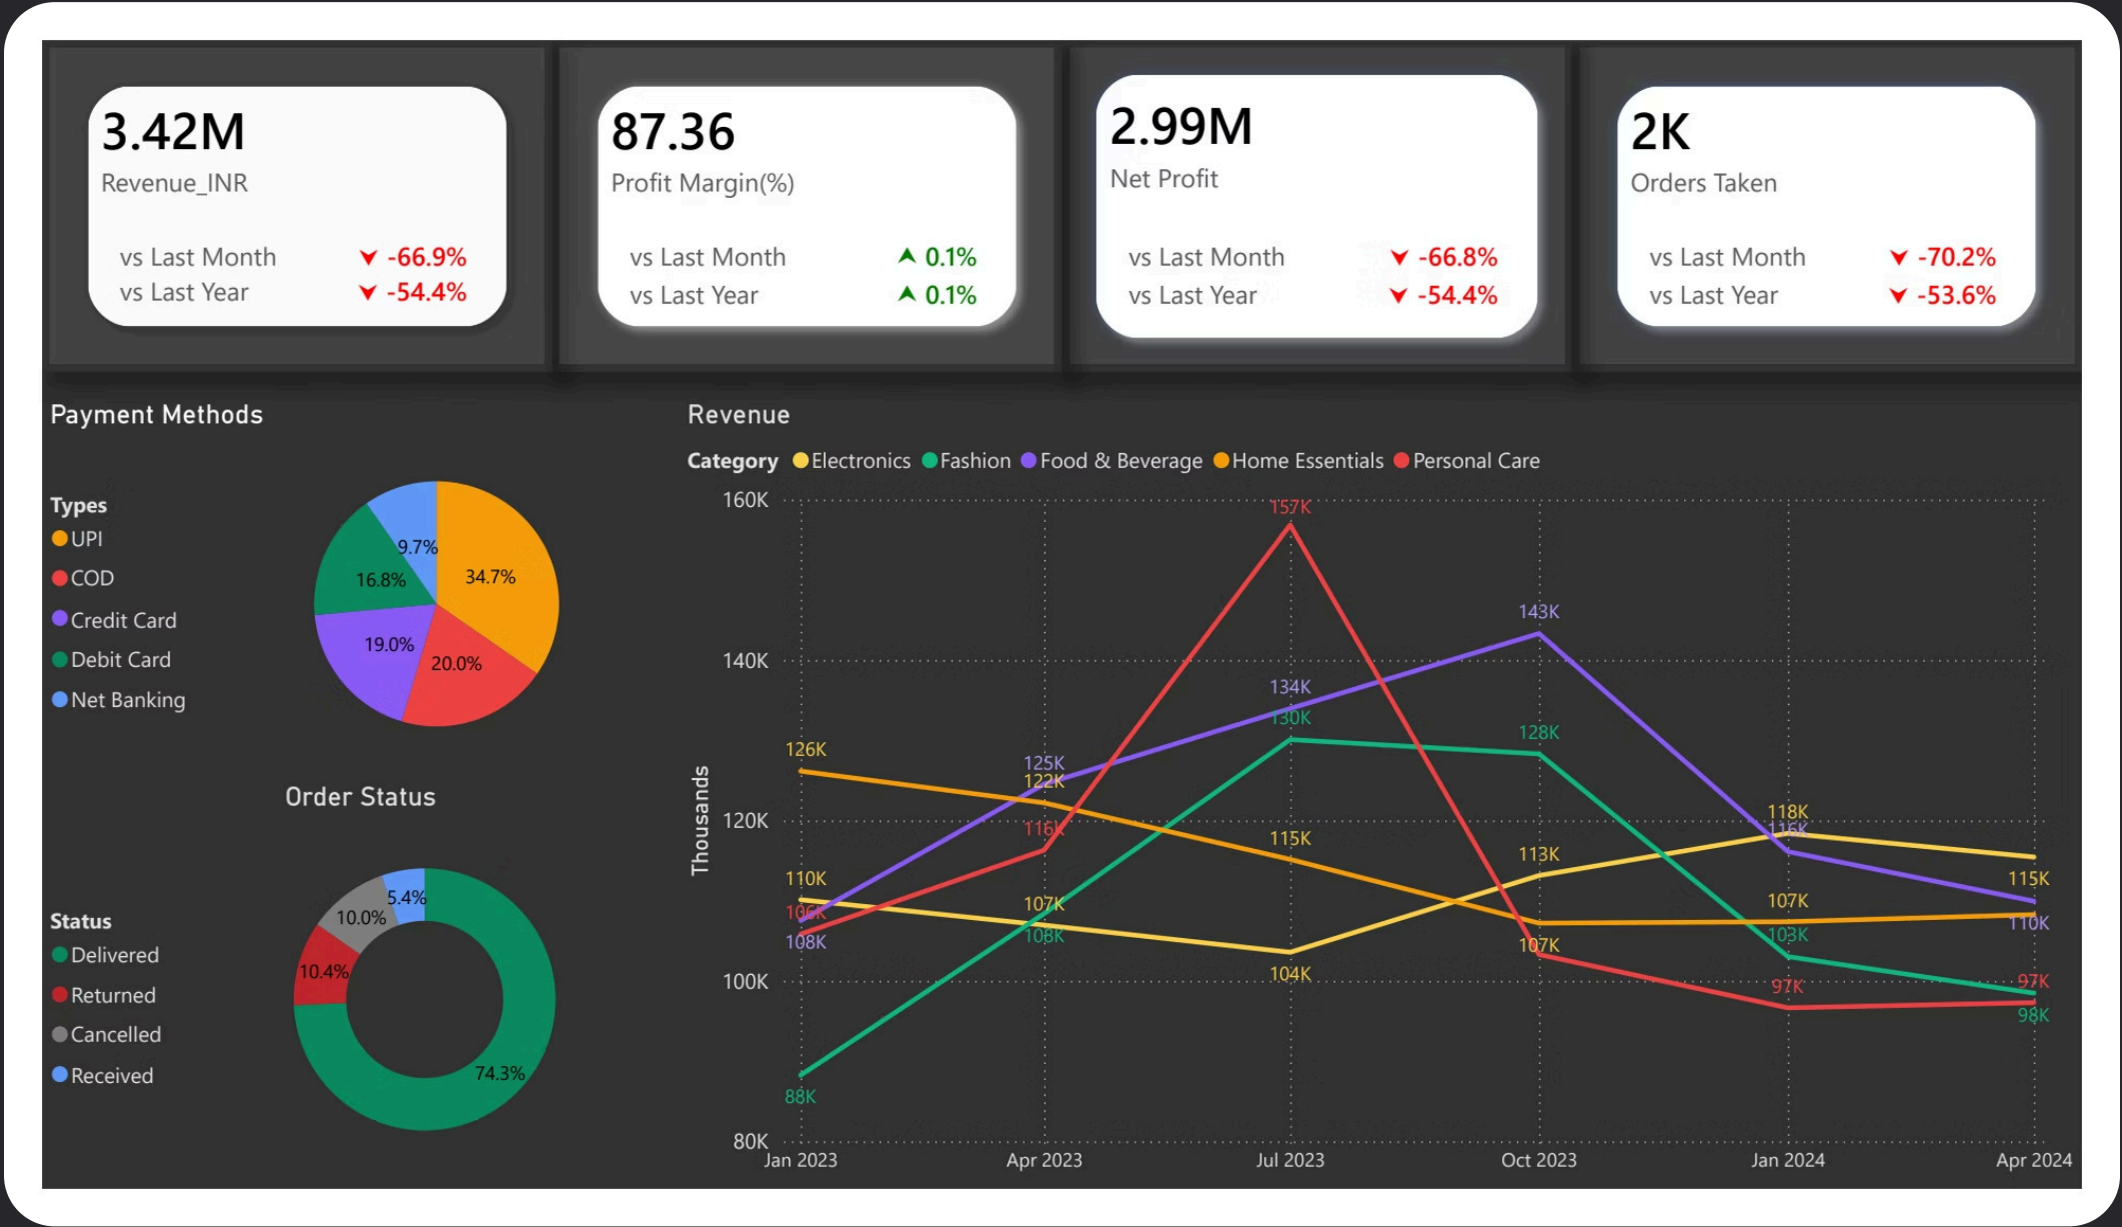 3.42M
Revenue_INR
vs Last Month -66.9%
vs Last Year -54.4%
87.36
Profit Margin(%)
vs Last Month 0.1%
vs Last Year 0.1%
2.99M
Net Profit
vs Last Month -66.8%
vs Last Year -54.4%
2K
Orders Taken
vs Last Month -70.2%
vs Last Year -53.6%
Payment Methods
Types
UPI
COD
Credit Card
Debit Card
Net Banking
9.7%
34.7%
16.8%
19.0%
20.0%
Order Status
Status
Delivered
Returned
Cancelled
Received
5.4%
10.0%
10.4%
74.3%
Revenue
Category Electronics Fashion Food & Beverage Home Essentials Personal Care
Thousands
160K
140K
120K
100K
80K
157K
143K
134K
130K
128K
126K
125K
122K
116K
115K
118K
116K
113K
110K
107K
107K
115K
106K
108K
108K
107K
103K
110K
104K
97K
97K
98K
88K
Jan 2023 Apr 2023 Jul 2023 Oct 2023 Jan 2024 Apr 2024